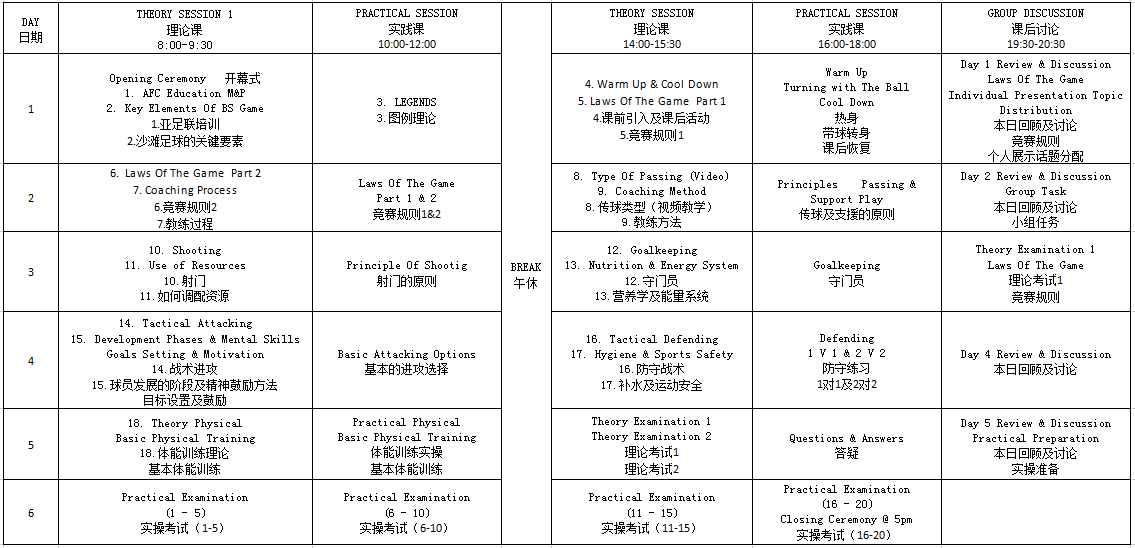 DAY
日期
THEORY SESSION 1
理论课
8:00-9:30
PRACTICAL SESSION
实践课
10:00-12:00
THEORY SESSION
理论课
14:00-15:30
PRACTICAL SESSION
实践课
16:00-18:00
GROUP DISCUSSION
课后讨论
19:30-20:30
1
Opening Ceremony 开幕式
1. AFC Education M&P
2. Key Elements Of BS Game
1.亚足联培训
2.沙滩足球的关键要素
3. LEGENDS
3. 图例理论
BREAK
午休
4. Warm Up & Cool Down
5. Laws Of The Game Part 1
4.课前引入及课后活动
5.竞赛规则1
Warm Up
Turning with The Ball
Cool Down
热身
带球转身
课后恢复
Day 1 Review & Discussion
Laws Of The Game
Individual Presentation Topic
Distribution
本日回顾及讨论
竞赛规则
个人展示话题分配
2
6. Laws Of The Game Part 2
7. Coaching Process
6.竞赛规则2
7.教练过程
Laws Of The Game
Part 1 & 2
竞赛规则1&2
8. Type Of Passing (Video)
9. Coaching Method
8. 传球类型（视频教学）
9. 教练方法
Principles Passing &
Support Play
传球及支援的原则
Day 2 Review & Discussion
Group Task
本日回顾及讨论
小组任务
3
10. Shooting
11. Use of Resources
10. 射门
11. 如何调配资源
Principle Of Shootig
射门的原则
12. Goalkeeping
13. Nutrition & Energy System
12. 守门员
13. 营养学及能量系统
Goalkeeping
守门员
Theory Examination 1
Laws Of The Game
理论考试1
竞赛规则
4
14. Tactical Attacking
15. Development Phases & Mental Skills
Goals Setting & Motivation
14. 战术进攻
15. 球员发展的阶段及精神鼓励方法
目标设置及鼓励
Basic Attacking Options
基本的进攻选择
16. Tactical Defending
17. Hygiene & Sports Safety
16. 防守战术
17. 补水及运动安全
Defending
1 V 1 & 2 V 2
防守练习
1对1及2对2
Day 4 Review & Discussion
本日回顾及讨论
5
18. Theory Physical
Basic Physical Training
18. 体能训练理论
基本体能训练
Practical Physical
Basic Physical Training
体能训练实操
基本体能训练
Theory Examination 1
Theory Examination 2
理论考试1
理论考试2
Questions & Answers
答疑
Day 5 Review & Discussion
Practical Preparation
本日回顾及讨论
实操准备
6
Practical Examination
(1 - 5)
实操考试（1-5）
Practical Examination
(6 - 10)
实操考试（6-10）
Practical Examination
(11 - 15)
实操考试（11-15）
Practical Examination
(16 - 20)
Closing Ceremony @ 5pm
实操考试（16-20）